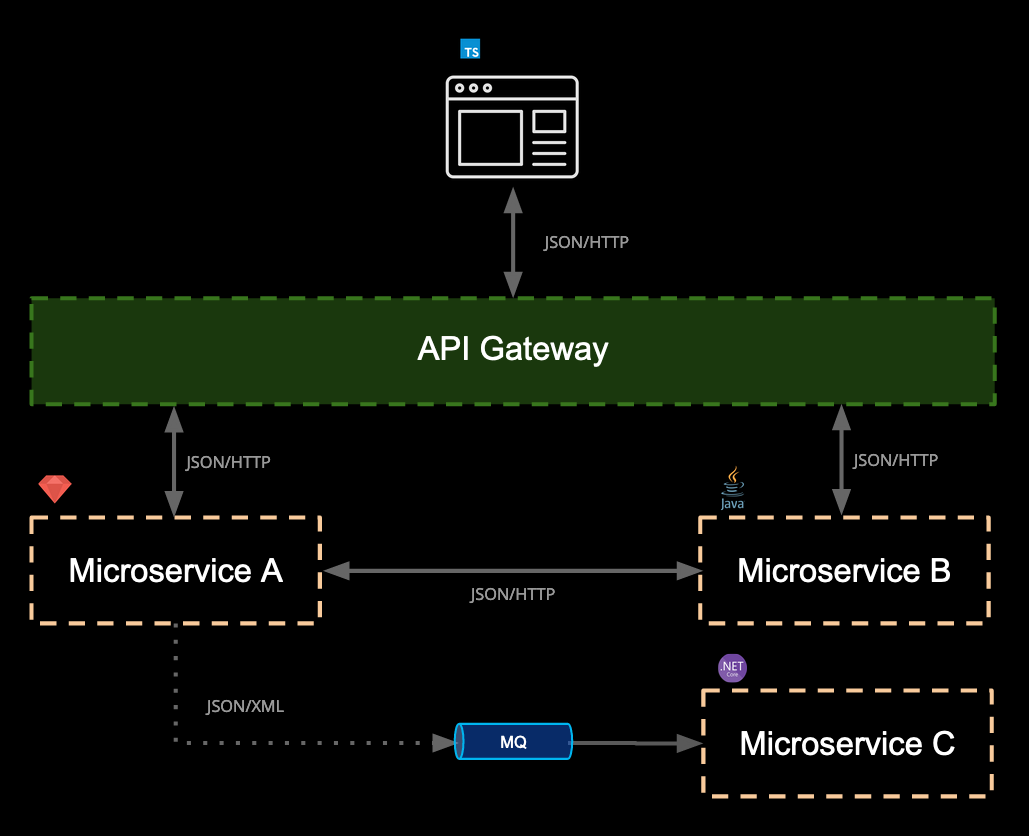 TS
JSON/HTTP
API Gateway
JSON/HTTP
JSON/HTTP
Java
Microservice A
Microservice B
JSON/HTTP
.NET
Core
JSON/XML
MQ
Microservice C